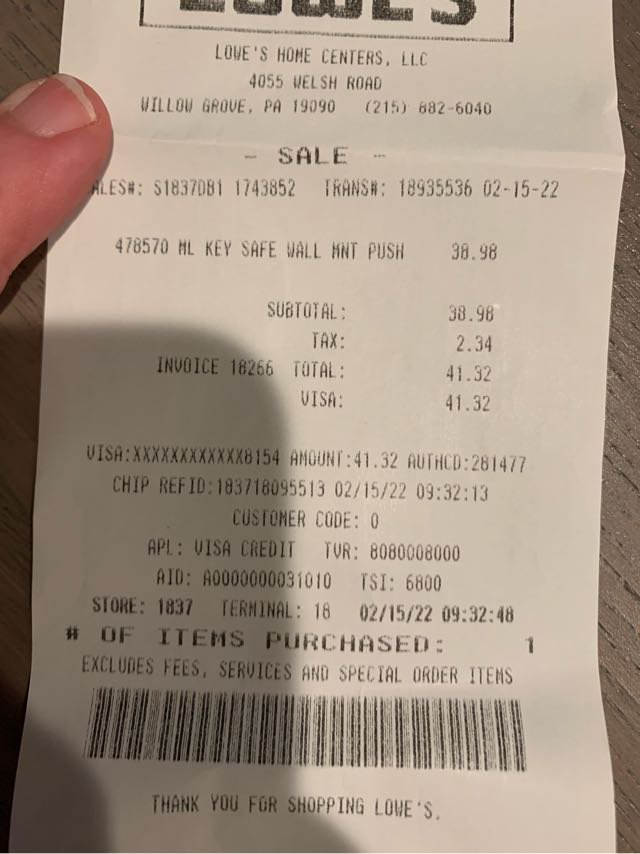 LOWE'S
LOWE'S HOME CENTERS, LLC
4055 WELSH ROAD
WILLOW GROVE, PA 19090 (215) 882-6040
- SALE -
ALES#: S1837DB1 1743852 TRANS#: 18935536 02-15-22
478570 ML KEY SAFE WALL MNT PUSH 38.98
SUBTOTAL: 38.98
TAX: 2.34
INVOICE 18266 TOTAL: 41.32
VISA: 41.32
VISA:XXXXXXXXXXXX8154 AMOUNT:41.32 AUTHCD:281477
CHIP REFID:183718095513 02/15/22 09:32:13
CUSTOMER CODE: 0
APL: VISA CREDIT TVR: 8080008000
AID: A0000000031010 TSI: 6800
STORE: 1837 TERMINAL: 18 02/15/22 09:32:48
# OF ITEMS PURCHASED: 1
EXCLUDES FEES, SERVICES AND SPECIAL ORDER ITEMS
THANK YOU FOR SHOPPING LOWE'S.